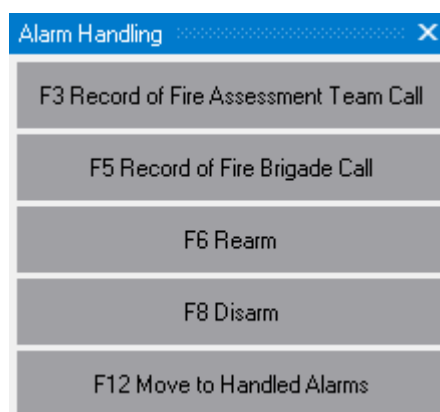 Alarm Handling
F3 Record of Fire Assessment Team Call
F5 Record of Fire Brigade Call
F6 Rearm
F8 Disarm
F12 Move to Handled Alarms